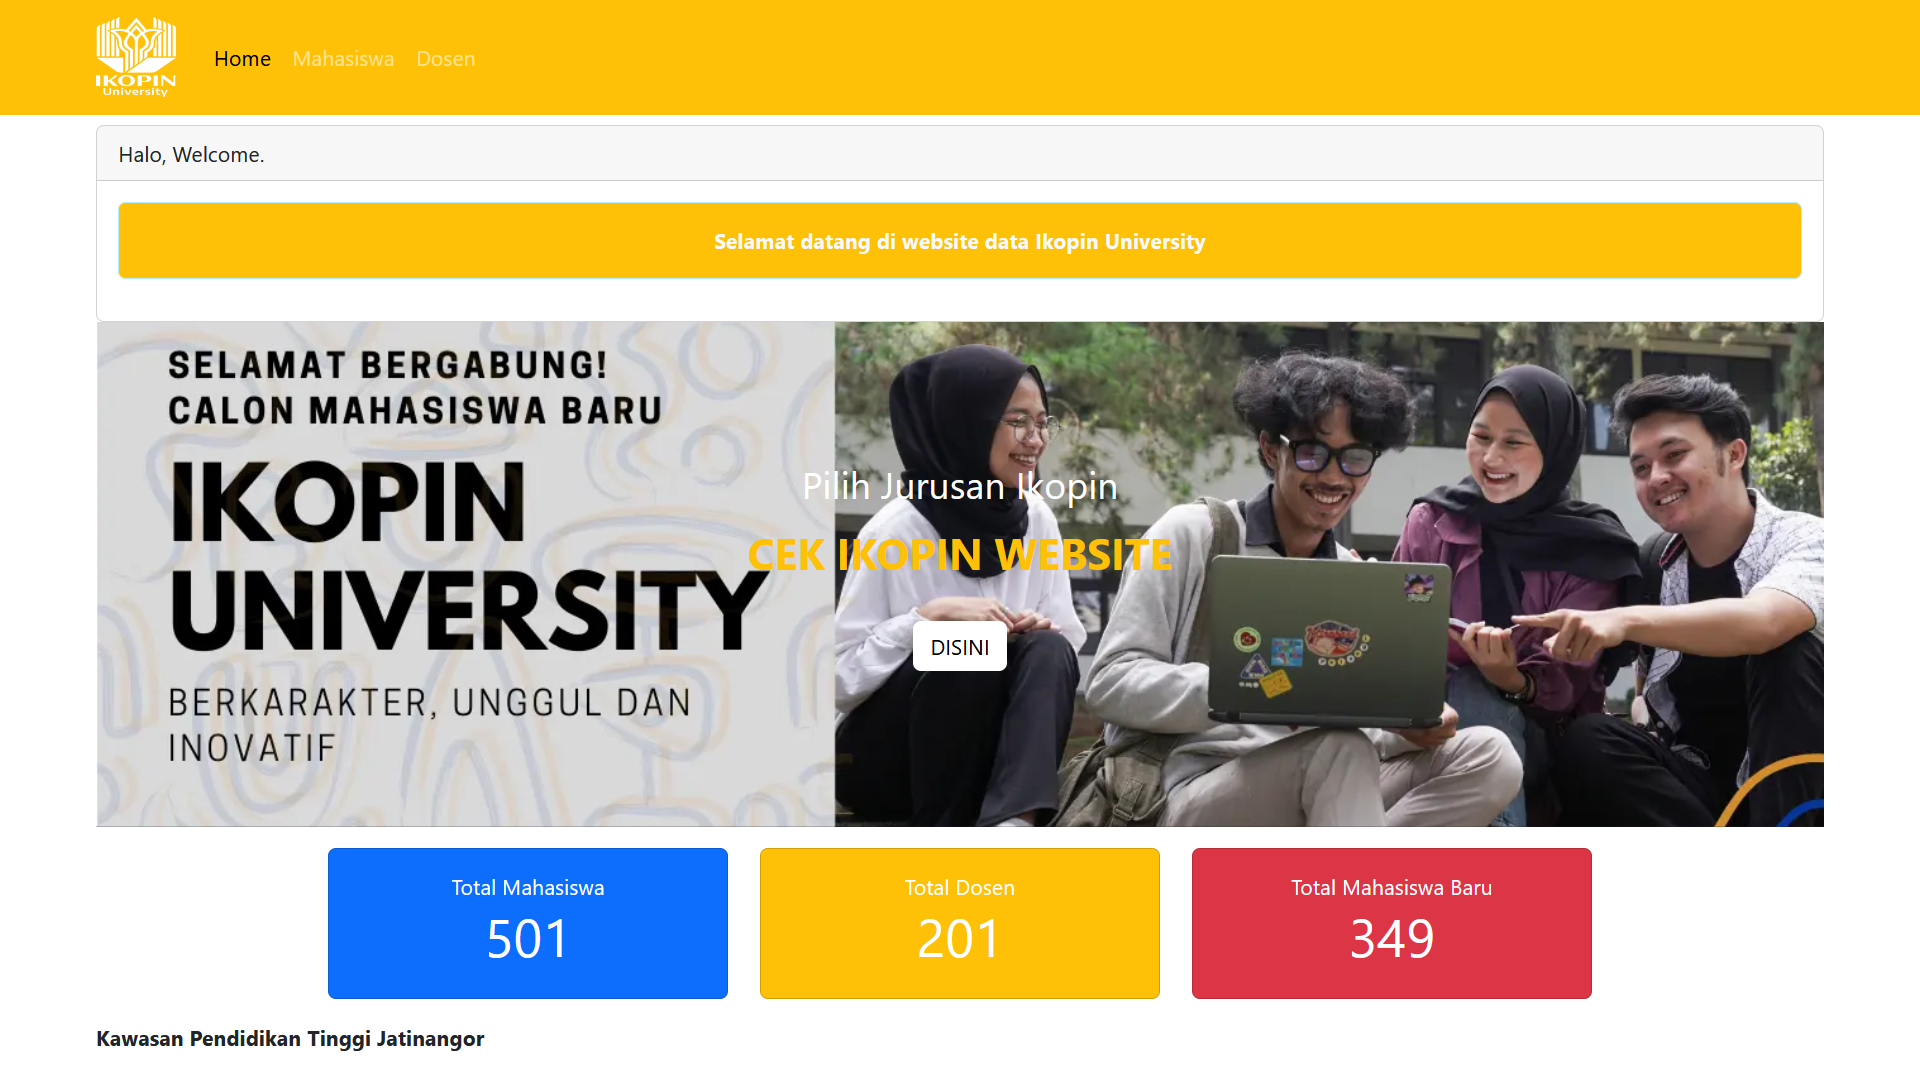 IKOPIN
University
Home
Mahasiswa
Dosen
Halo, Welcome.
Selamat datang di website data Ikopin University
SELAMAT BERGABUNG!
CALON MAHASISWA BARU
IKOPIN
UNIVERSITY
BERKARAKTER, UNGGUL DAN
INOVATIF
Pilih Jurusan Ikopin
CEK IKOPIN WEBSITE
DISINI
Total Mahasiswa
501
Total Dosen
201
Total Mahasiswa Baru
349
Kawasan Pendidikan Tinggi Jatinangor